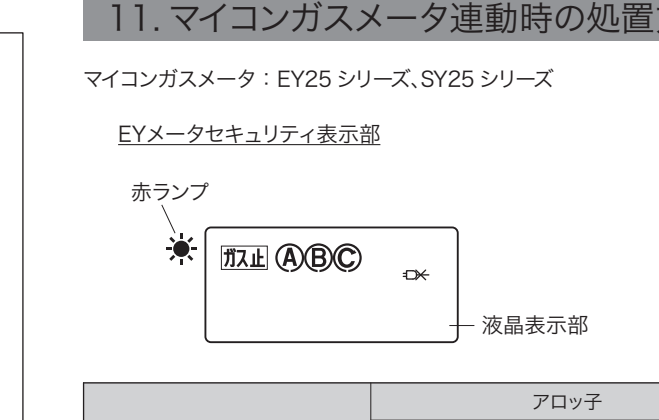 11. マイコンガスメータ連動時の処置
マイコンガスメータ：EY25 シリーズ、SY25 シリーズ
EYメータセキュリティ表示部
赤ランプ
ガス止 Ⓐ Ⓑ Ⓒ
液晶表示部
アロッ子